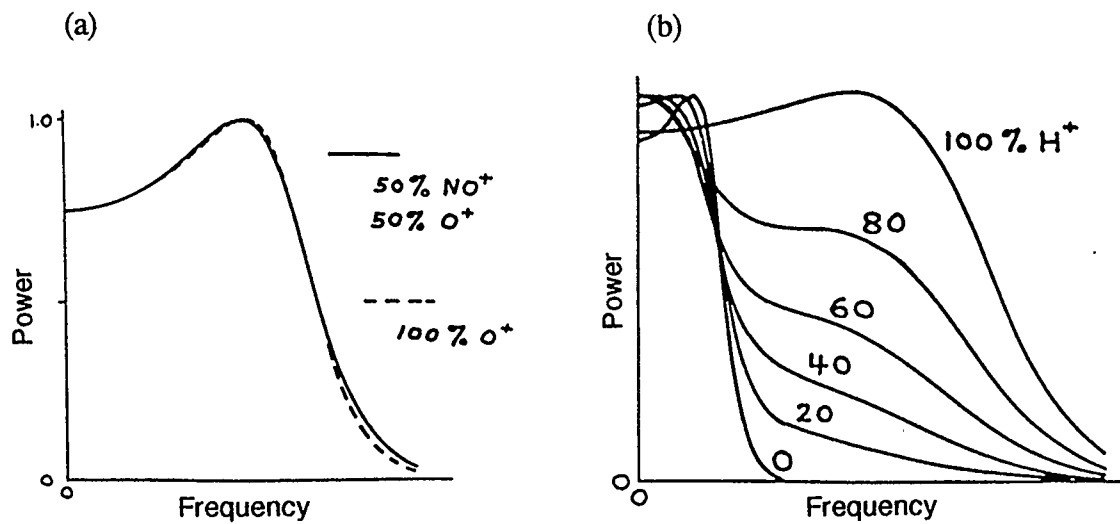 (a)
1.0
50% NO⁺
50% O⁺
100% O⁺
Power
0
0
Frequency
(b)
100% H⁺
80
60
40
20
0
Power
0
0
Frequency